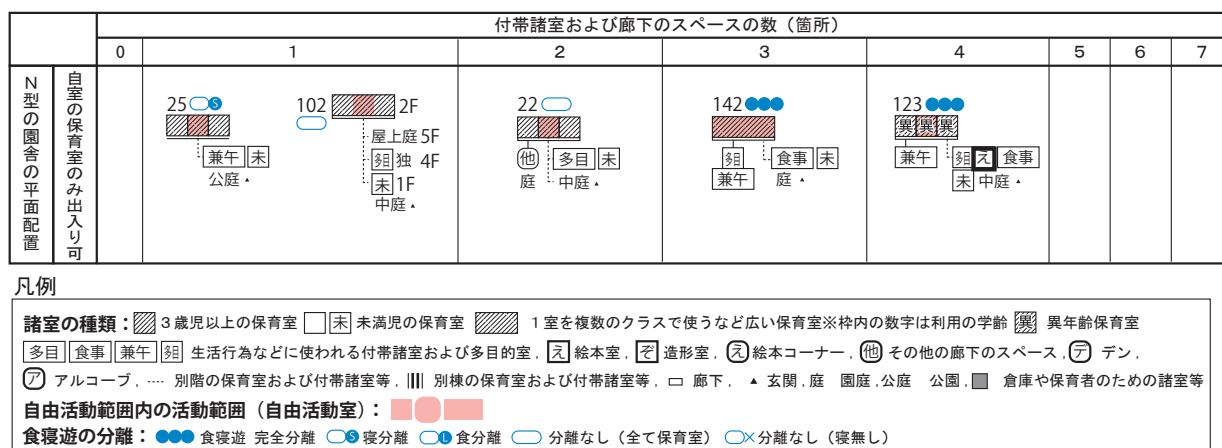 付帯諸室および廊下のスペースの数（箇所）
0 1 2 3 4 5 6 7
N型の園舎の平面配置
自室の保育室のみ出入り可
25 S
兼午 未
公庭
102 2F
屋上庭 5F
独 4F
未 1F
中庭
22
他 多目 未
庭 中庭
142
食事 未
兼午 庭
123
異 異 異
兼午 え 食事
未 中庭
凡例
諸室の種類：３歳児以上の保育室 未 未満児の保育室 １室を複数のクラスで使うなど広い保育室※枠内の数字は利用の学齢 異 異年齢保育室
多目 食事 兼午 生活行為などに使われる付帯諸室および多目的室, え 絵本室, ぞ 造形室, え 絵本コーナー, 他 その他の廊下のスペース, デ デン,
ア アルコーブ, 別階の保育室および付帯諸室等, 別棟の保育室および付帯諸室等, 廊下, ▲ 玄関, 庭 園庭, 公庭 公園, 倉庫や保育者のための諸室等
自由活動範囲内の活動範囲（自由活動室）：
食寝遊の分離： 食寝遊 完全分離 S 寝分離 L 食分離 分離なし（全て保育室） ×分離なし（寝無し）